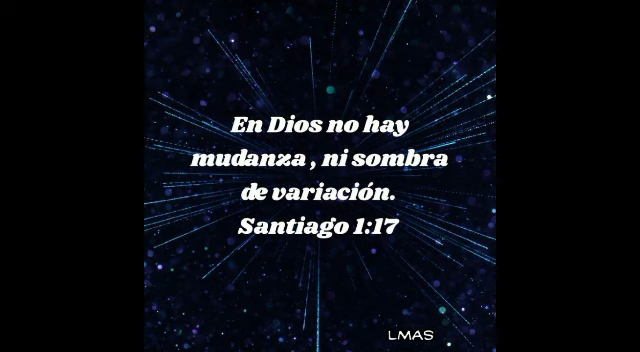 En Dios no hay
mudanza , ni sombra
de variación.
Santiago 1:17
LMAS